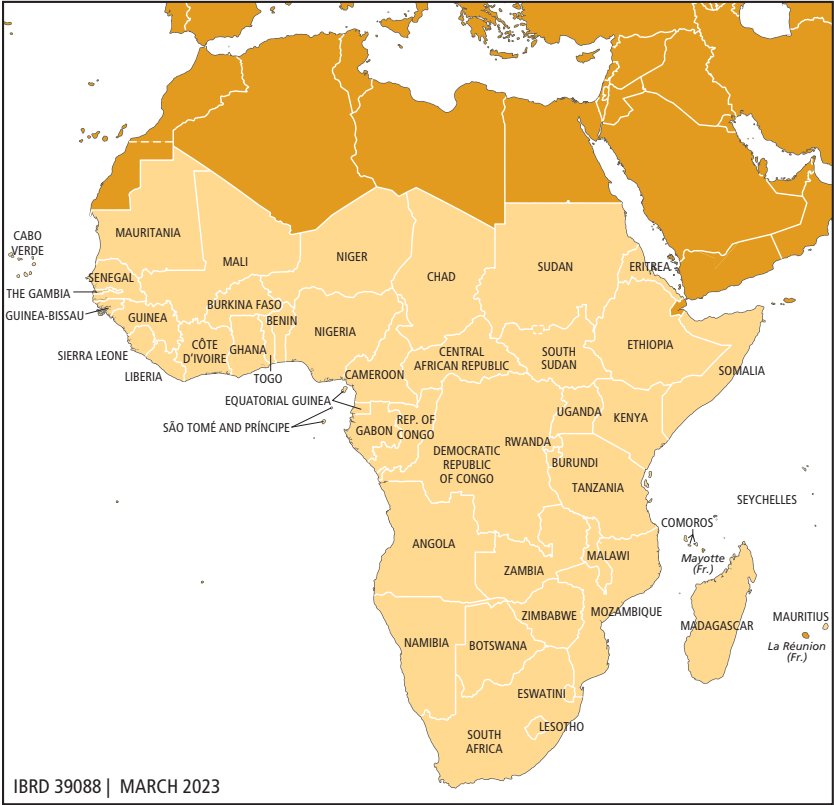 CABO
VERDE
MAURITANIA
MALI
NIGER
CHAD
SUDAN
ERITREA
SENEGAL
THE GAMBIA
GUINEA-BISSAU
GUINEA
BURKINA FASO
BENIN
NIGERIA
SIERRA LEONE
LIBERIA
CÔTE
D'IVOIRE
GHANA
TOGO
CAMEROON
CENTRAL
AFRICAN REPUBLIC
SOUTH
SUDAN
ETHIOPIA
SOMALIA
EQUATORIAL GUINEA
SÃO TOMÉ AND PRÍNCIPE
GABON
REP. OF
CONGO
DEMOCRATIC
REPUBLIC
OF CONGO
UGANDA
KENYA
RWANDA
BURUNDI
TANZANIA
SEYCHELLES
COMOROS
Mayotte
(Fr.)
ANGOLA
ZAMBIA
MALAWI
MOZAMBIQUE
ZIMBABWE
MADAGASCAR
MAURITIUS
La Réunion
(Fr.)
NAMIBIA
BOTSWANA
ESWATINI
LESOTHO
SOUTH
AFRICA
IBRD 39088 | MARCH 2023